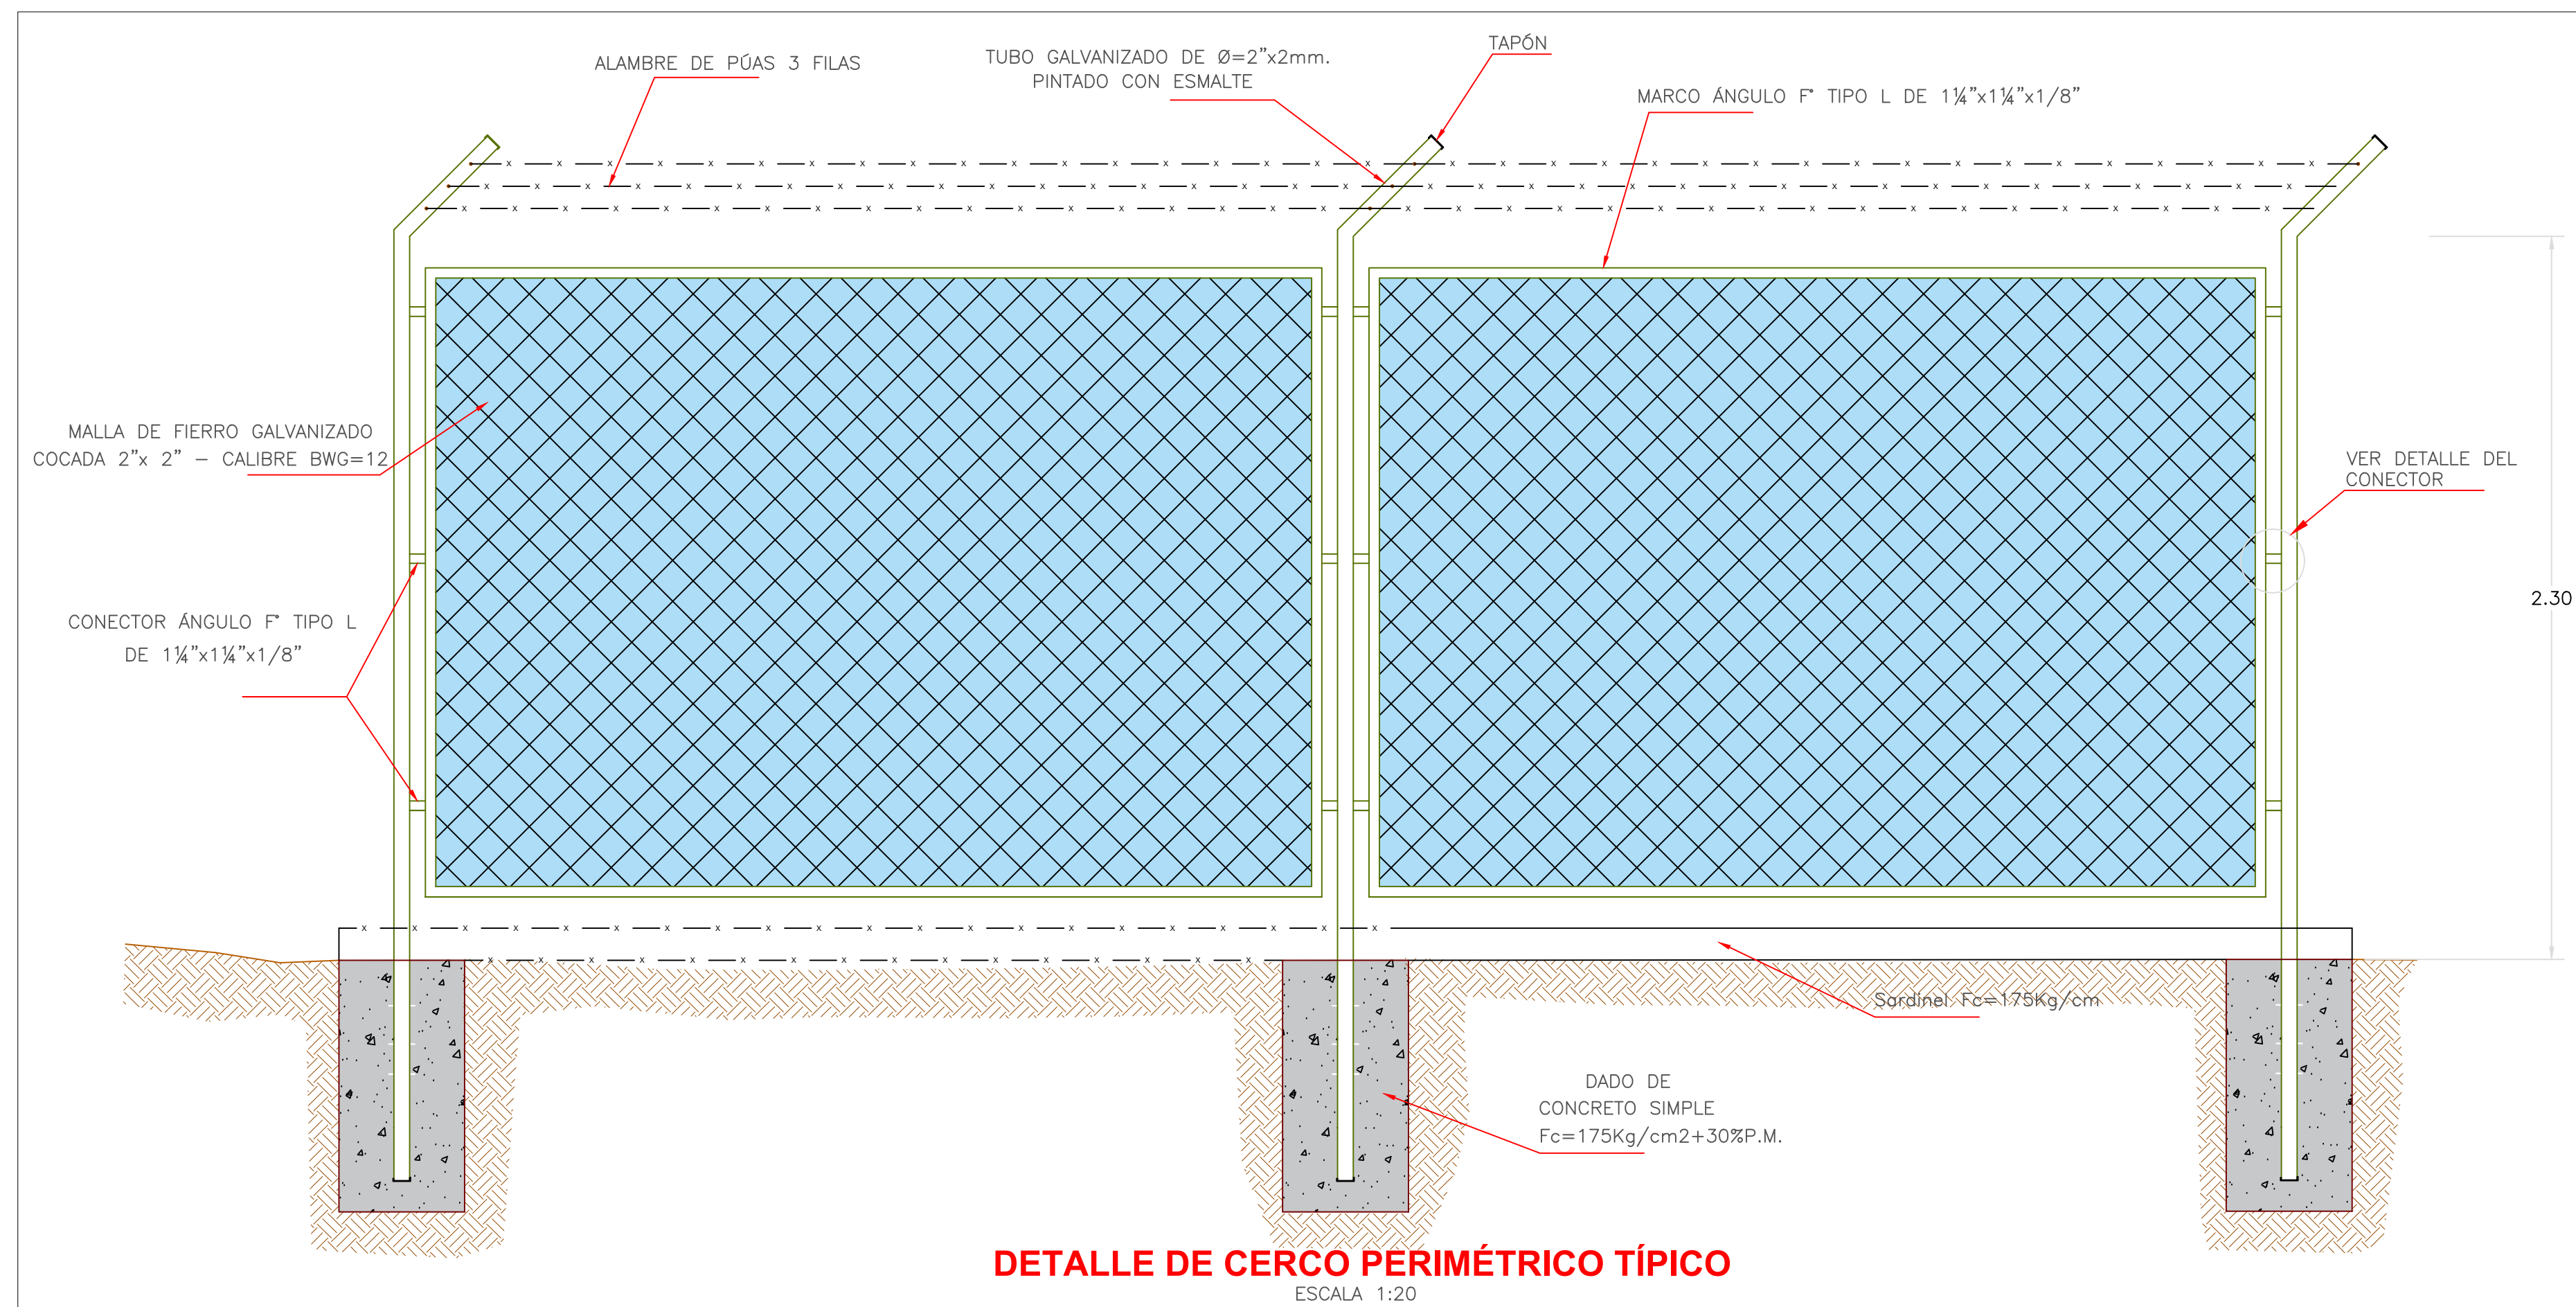 ALAMBRE DE PÚAS 3 FILAS
TUBO GALVANIZADO DE Ø=2"x2mm.
PINTADO CON ESMALTE
TAPÓN
MARCO ÁNGULO F° TIPO L DE 1¼"x1¼"x1/8"
MALLA DE FIERRO GALVANIZADO
COCADA 2"x 2" – CALIBRE BWG=12
VER DETALLE DEL
CONECTOR
2.30
CONECTOR ÁNGULO F° TIPO L
DE 1¼"x1¼"x1/8"
Sardinel Fc=175Kg/cm
DADO DE
CONCRETO SIMPLE
Fc=175Kg/cm2+30%P.M.
DETALLE DE CERCO PERIMÉTRICO TÍPICO
ESCALA 1:20